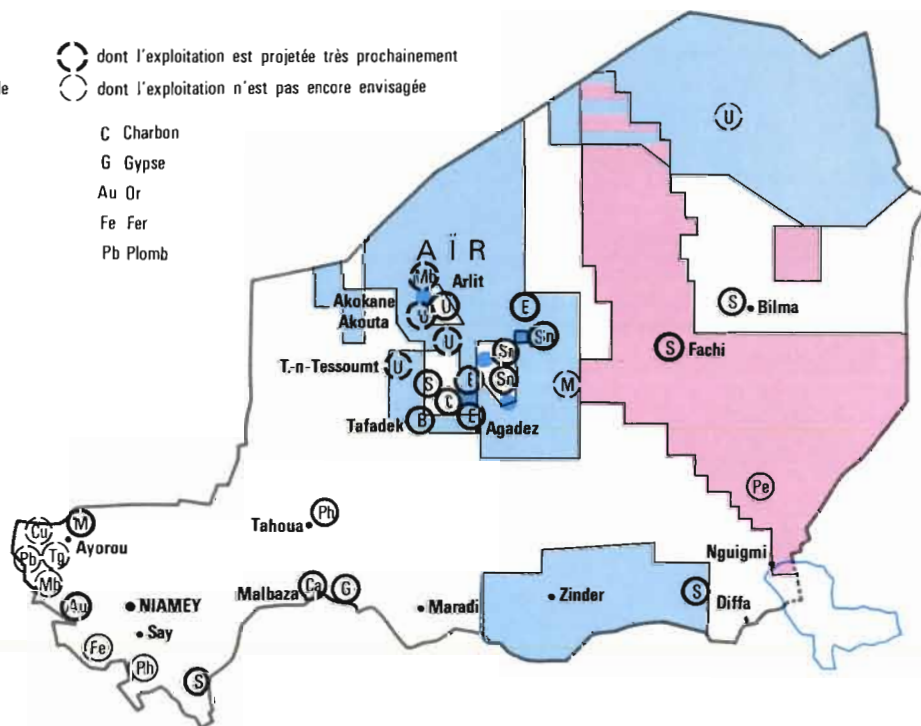 dont l'exploitation est projetée très prochainement
le
dont l'exploitation n'est pas encore envisagée
C Charbon
G Gypse
Au Or
Fe Fer
Pb Plomb
U
AÏR
Mb
Arlit
Akokane
U
E
S
Bilma
Akouta
U
Sn
T.-n-Tessoumt
U
U
Sn
S
Fachi
S
E
Sn
M
C
Tafadek
B
E
Agadez
Pe
Ph
Tahoua
M
Cu
Ayorou
Pb
Mb
Nguigmi
Au
NIAMEY
Malbaza
Ca
G
Maradi
Zinder
S
Diffa
Say
Fe
Ph
S